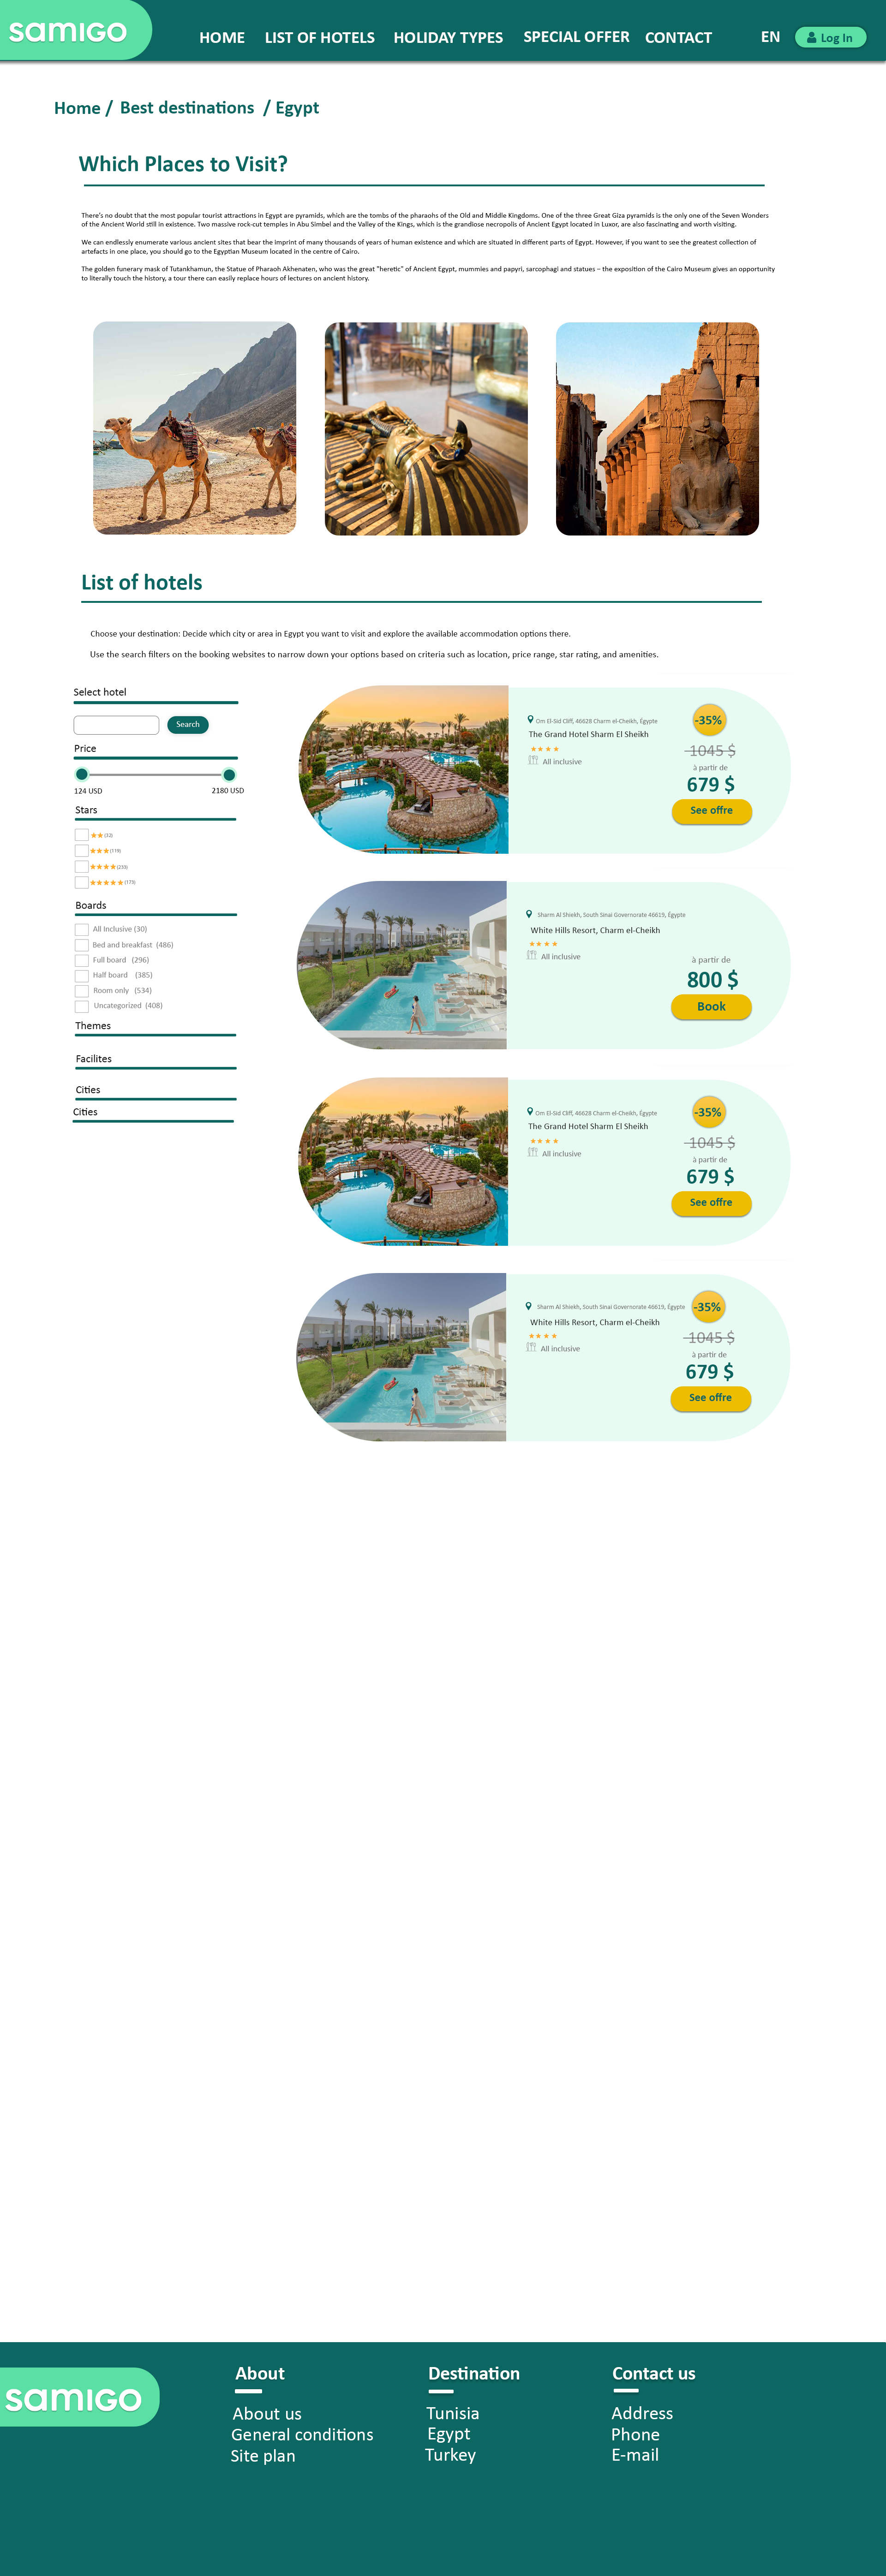 samigo
HOME LIST OF HOTELS HOLIDAY TYPES SPECIAL OFFER CONTACT EN Log In
Home / Best destinations / Egypt
Which Places to Visit?
There's no doubt that the most popular tourist attractions in Egypt are pyramids, which are the tombs of the pharaohs of the Old and Middle Kingdoms. One of the three Great Giza pyramids is the only one of the Seven Wonders
of the Ancient World still in existence. Two massive rock-cut temples in Abu Simbel and the Valley of the Kings, which is the grandiose necropolis of Ancient Egypt located in Luxor, are also fascinating and worth visiting.
We can endlessly enumerate various ancient sites that bear the imprint of many thousands of years of human existence and which are situated in different parts of Egypt. However, if you want to see the greatest collection of
artefacts in one place, you should go to the Egyptian Museum located in the centre of Cairo.
The golden funerary mask of Tutankhamun, the Statue of Pharaoh Akhenaten, who was the great "heretic" of Ancient Egypt, mummies and papyri, sarcophagi and statues – the exposition of the Cairo Museum gives an opportunity
to literally touch the history, a tour there can easily replace hours of lectures on ancient history.
List of hotels
Choose your destination: Decide which city or area in Egypt you want to visit and explore the available accommodation options there.
Use the search filters on the booking websites to narrow down your options based on criteria such as location, price range, star rating, and amenities.
Select hotel
Search
Price
124 USD 2180 USD
Stars
(32)
(119)
(235)
(173)
Boards
All Inclusive (30)
Bed and breakfast (486)
Full board (296)
Half board (385)
Room only (534)
Uncategorized (408)
Themes
Facilites
Cities
Cities
Om El-Sid Cliff, 46628 Charm el-Cheikh, Égypte
The Grand Hotel Sharm El Sheikh
All inclusive
-35%
1045 $
à partir de
679 $
See offre
Sharm Al Shiekh, South Sinai Governorate 46619, Égypte
White Hills Resort, Charm el-Cheikh
All inclusive
à partir de
800 $
Book
Om El-Sid Cliff, 46628 Charm el-Cheikh, Égypte
The Grand Hotel Sharm El Sheikh
All inclusive
-35%
1045 $
à partir de
679 $
See offre
Sharm Al Shiekh, South Sinai Governorate 46619, Égypte
White Hills Resort, Charm el-Cheikh
All inclusive
-35%
1045 $
à partir de
679 $
See offre
samigo
About
About us
General conditions
Site plan
Destination
Tunisia
Egypt
Turkey
Contact us
Address
Phone
E-mail